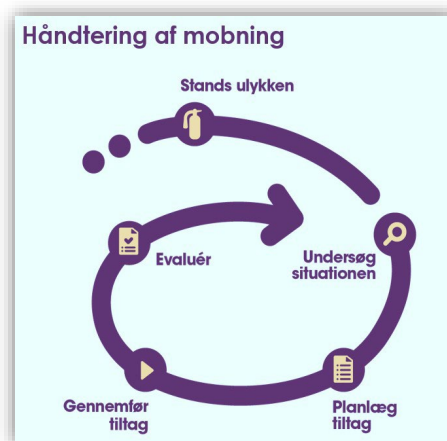 Håndtering af mobning
Stands ulykken
Undersøg
situationen
Planlæg
tiltag
Gennemfør
tiltag
Evaluér